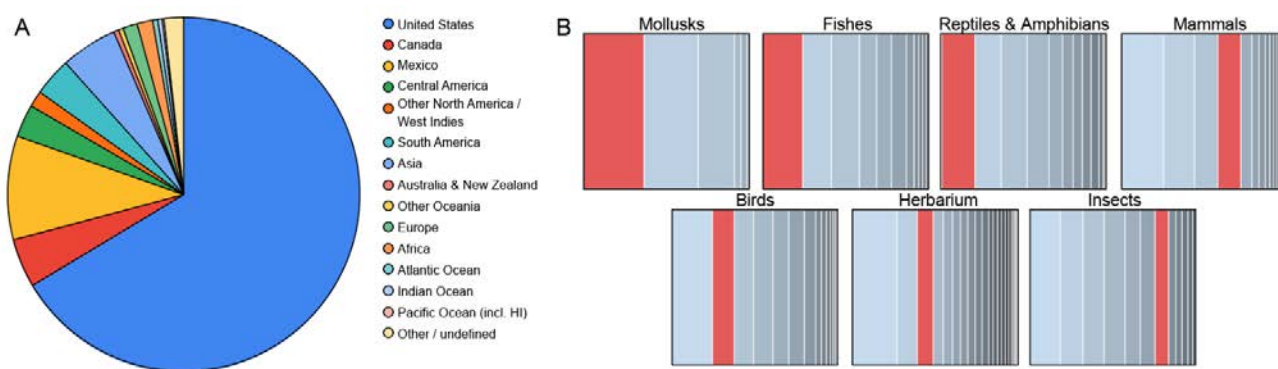 A
United States
Canada
Mexico
Central America
Other North America /
West Indies
South America
Asia
Australia & New Zealand
Other Oceania
Europe
Africa
Atlantic Ocean
Indian Ocean
Pacific Ocean (incl. HI)
Other / undefined
B
Mollusks
Fishes
Reptiles & Amphibians
Mammals
Birds
Herbarium
Insects